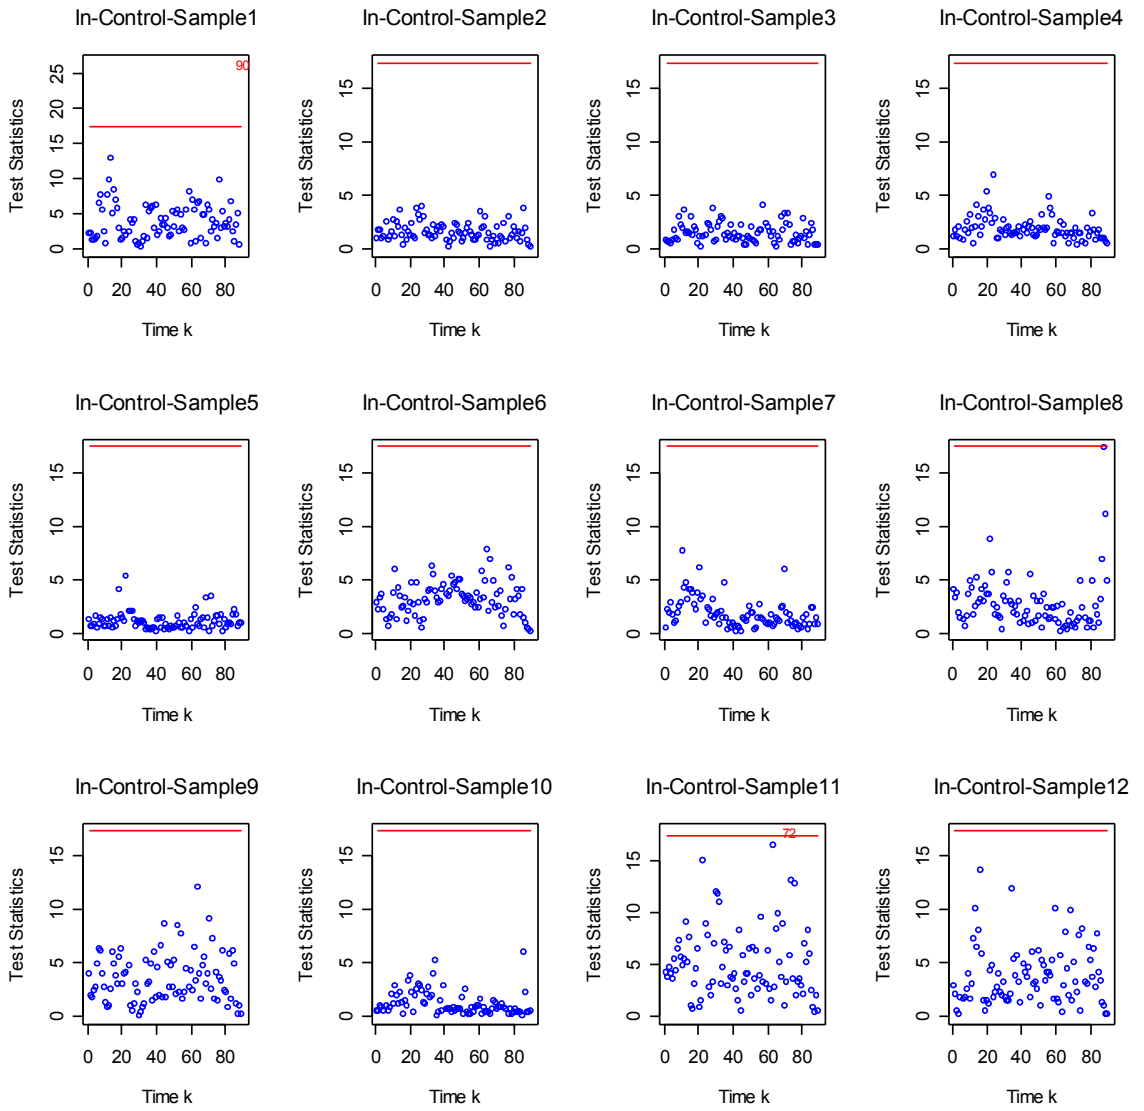 In-Control-Sample1 In-Control-Sample2 In-Control-Sample3 In-Control-Sample4
Test Statistics
0 5 10 15 20 25
90
0 20 40 60 80
Time k
Test Statistics
0 5 10 15
0 20 40 60 80
Time k
Test Statistics
0 5 10 15
0 20 40 60 80
Time k
Test Statistics
0 5 10 15
0 20 40 60 80
Time k
In-Control-Sample5 In-Control-Sample6 In-Control-Sample7 In-Control-Sample8
Test Statistics
0 5 10 15
0 20 40 60 80
Time k
Test Statistics
0 5 10 15
0 20 40 60 80
Time k
Test Statistics
0 5 10 15
0 20 40 60 80
Time k
Test Statistics
0 5 10 15
0 20 40 60 80
Time k
In-Control-Sample9 In-Control-Sample10 In-Control-Sample11 In-Control-Sample12
Test Statistics
0 5 10 15
0 20 40 60 80
Time k
Test Statistics
0 5 10 15
0 20 40 60 80
Time k
Test Statistics
0 5 10 15
72
0 20 40 60 80
Time k
Test Statistics
0 5 10 15
0 20 40 60 80
Time k